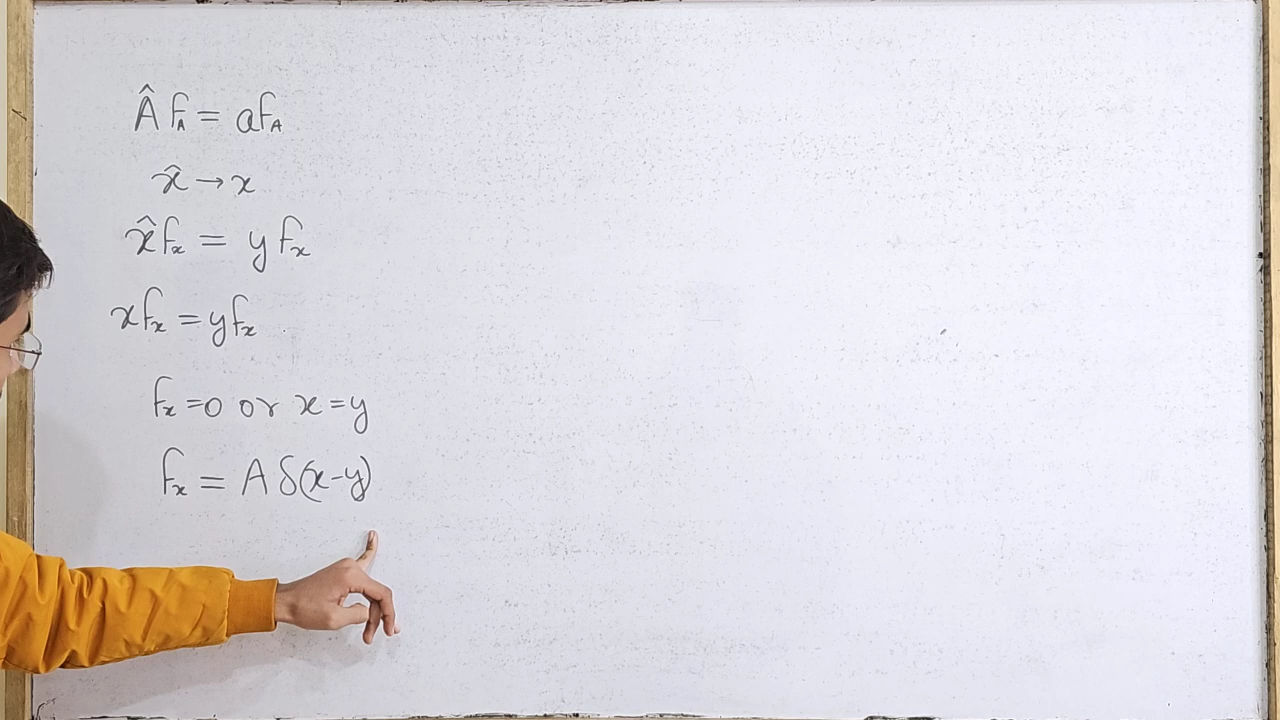 Â f_A = a f_A
x̂ → x
x̂ f_x = y f_x
x f_x = y f_x
f_x = 0 or x = y
f_x = A δ(x-y)